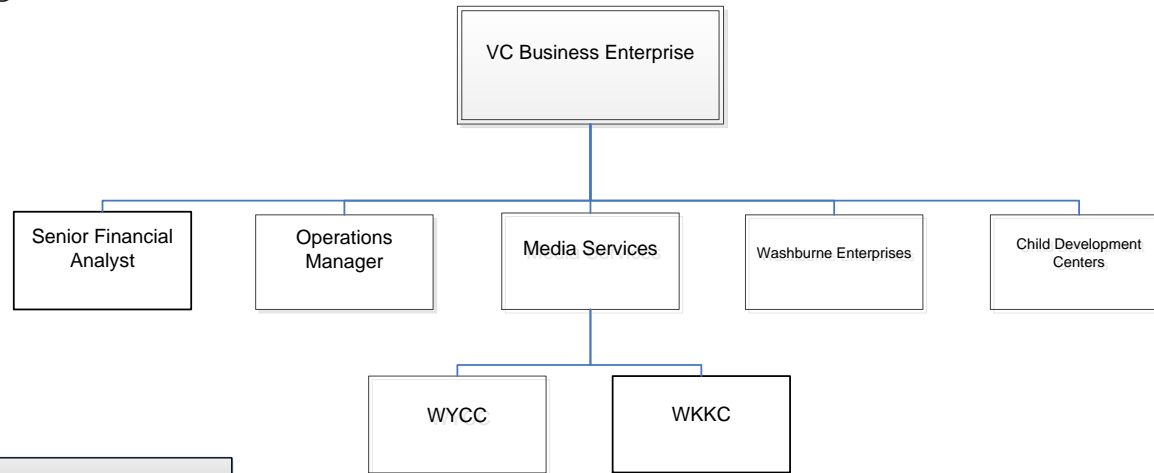 VC Business Enterprise
Senior Financial
Analyst
Operations
Manager
Media Services
Washburne Enterprises
Child Development
Centers
WYCC
WKKC